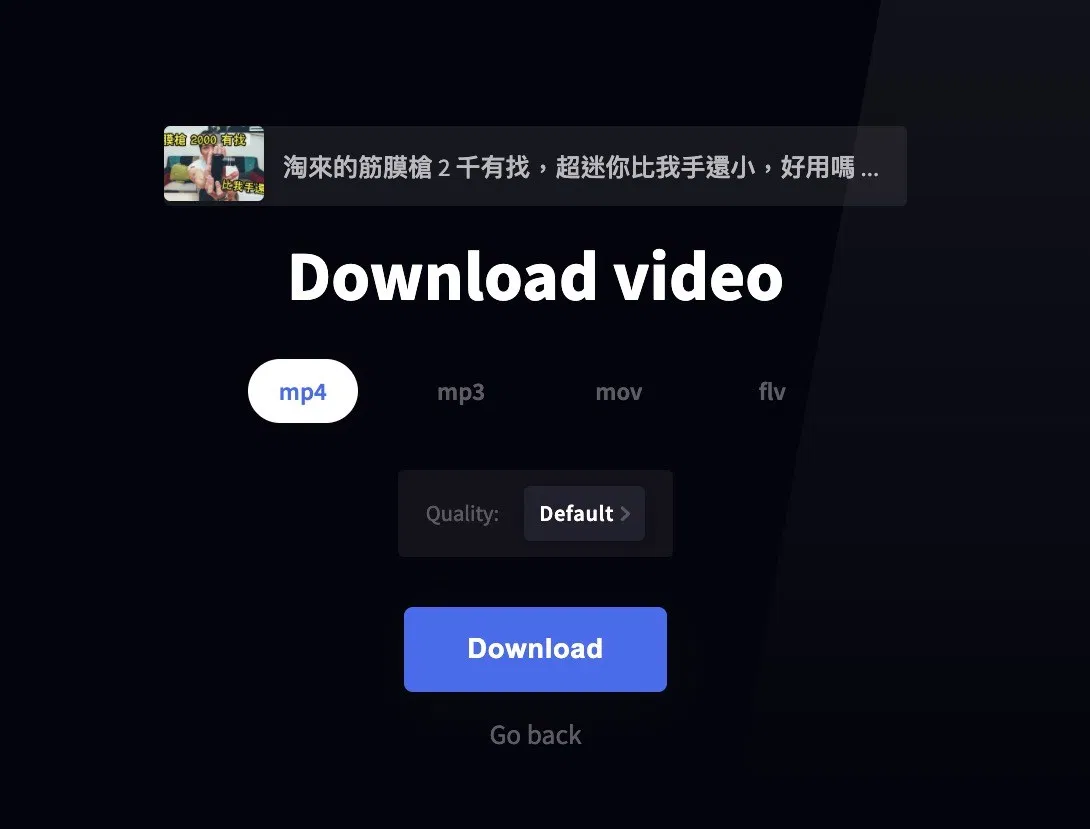 膜槍 2000 有找
比我手還
淘來的筋膜槍 2 千有找，超迷你比我手還小，好用嗎 ...
Download video
mp4 mp3 mov flv
Quality: Default >
Download
Go back